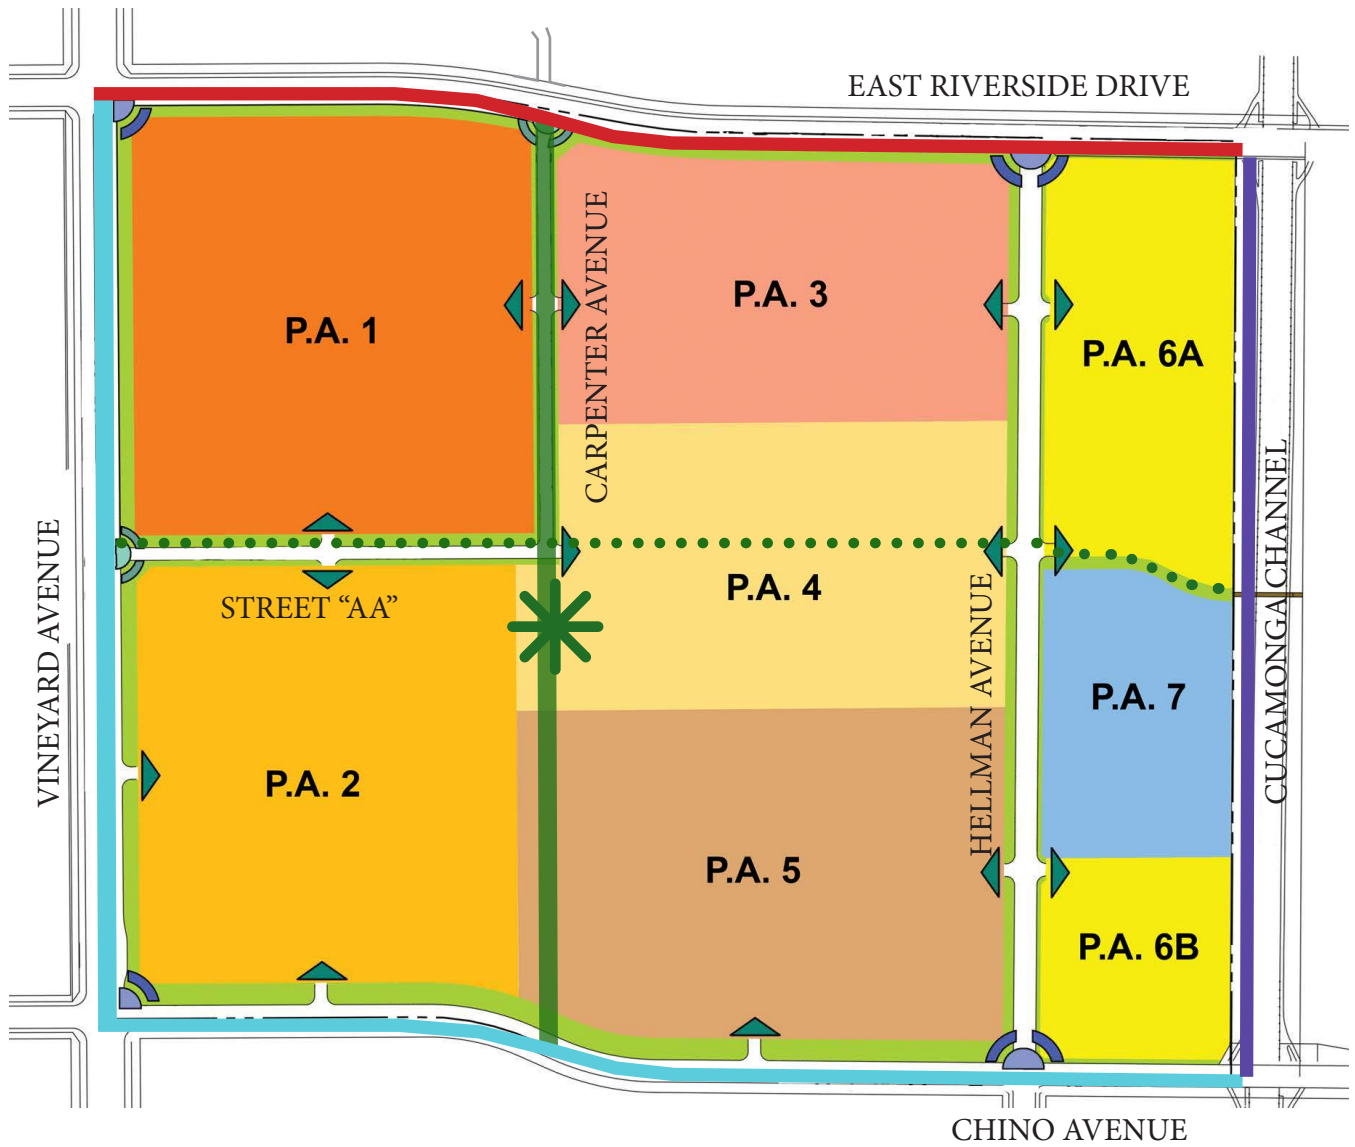 EAST RIVERSIDE DRIVE
CARPENTER AVENUE
P.A. 3
P.A. 1
P.A. 6A
CUCAMONGA CHANNEL
VINEYARD AVENUE
P.A. 4
STREET “AA”
HELLMAN AVENUE
P.A. 7
P.A. 2
P.A. 5
P.A. 6B
CHINO AVENUE